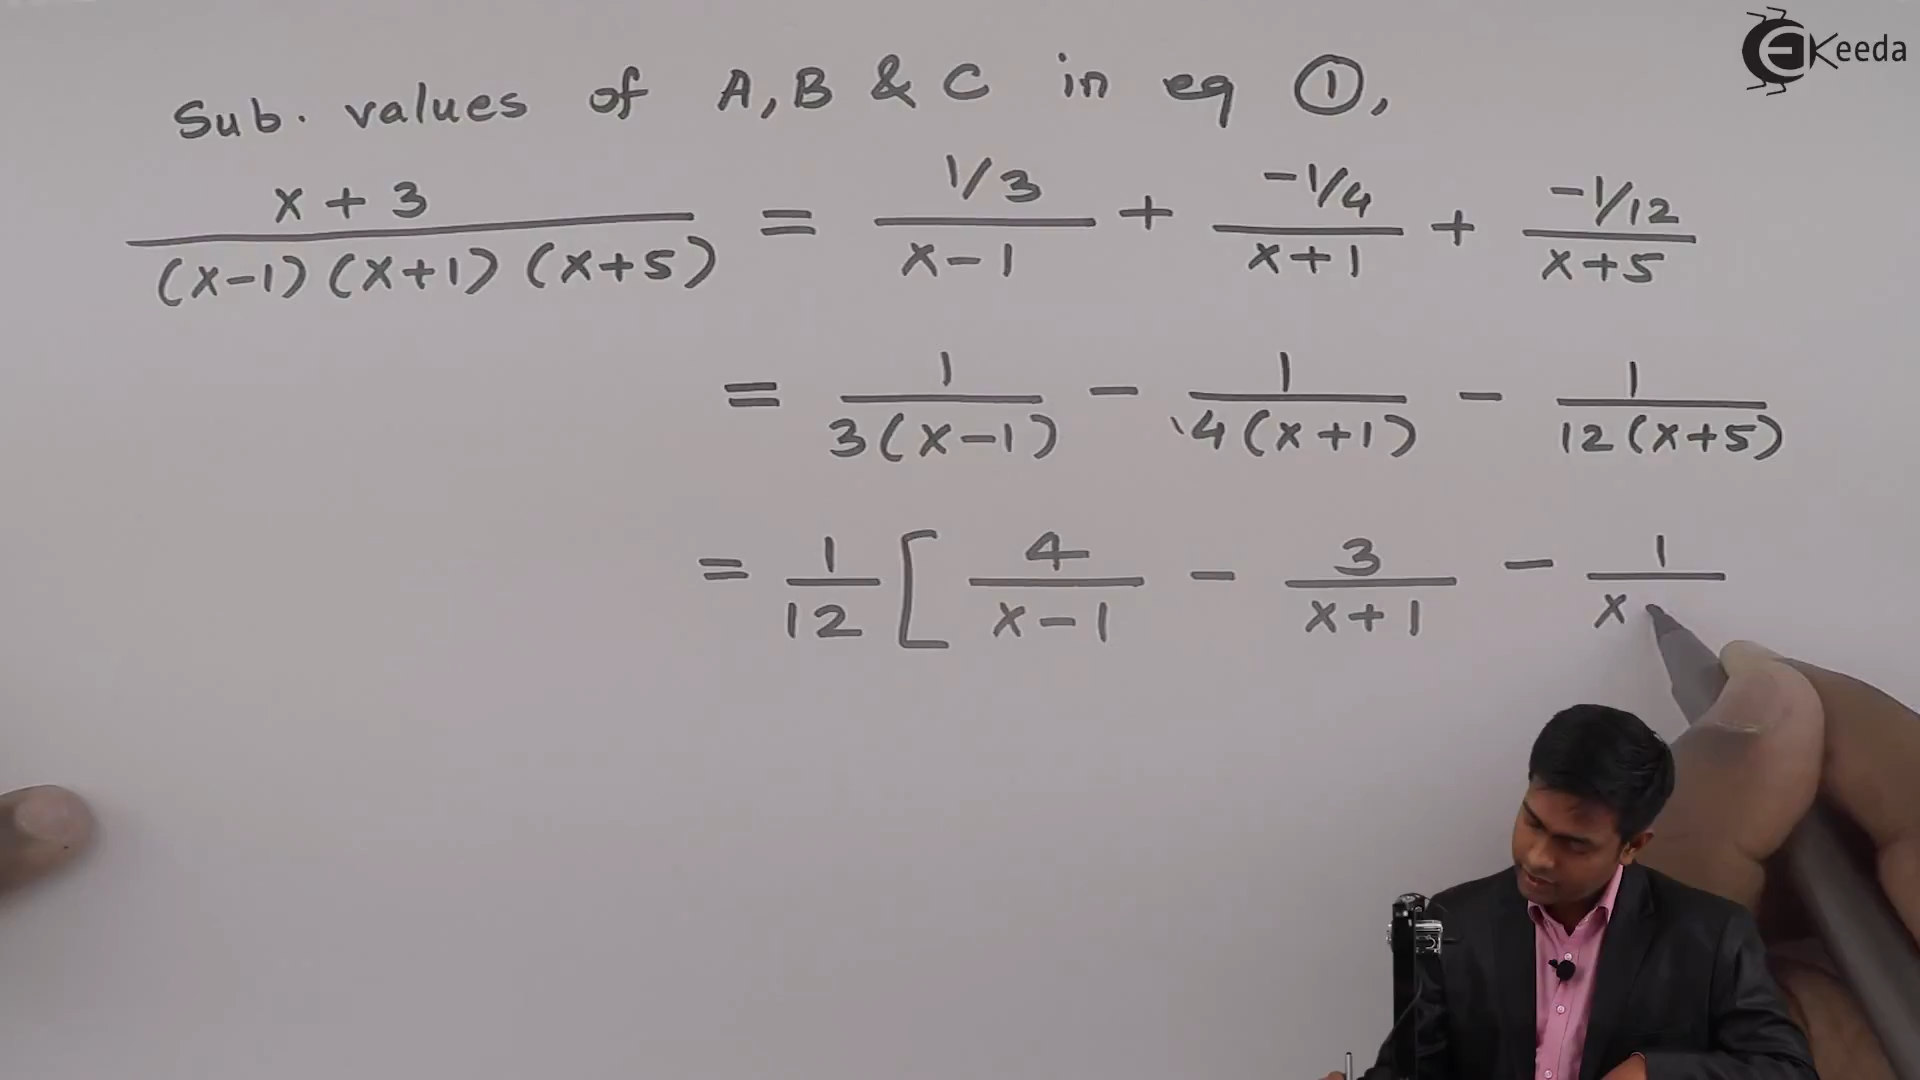 EKeeda
Sub. values of A, B & C in eq ①,
x + 3 / (x-1) (x+1) (x+5) = 1/3 / x-1 + -1/4 / x+1 + -1/12 / x+5
= 1 / 3(x-1) - 1 / 4(x+1) - 1 / 12(x+5)
= 1/12 [ 4 / x-1 - 3 / x+1 - 1 / x